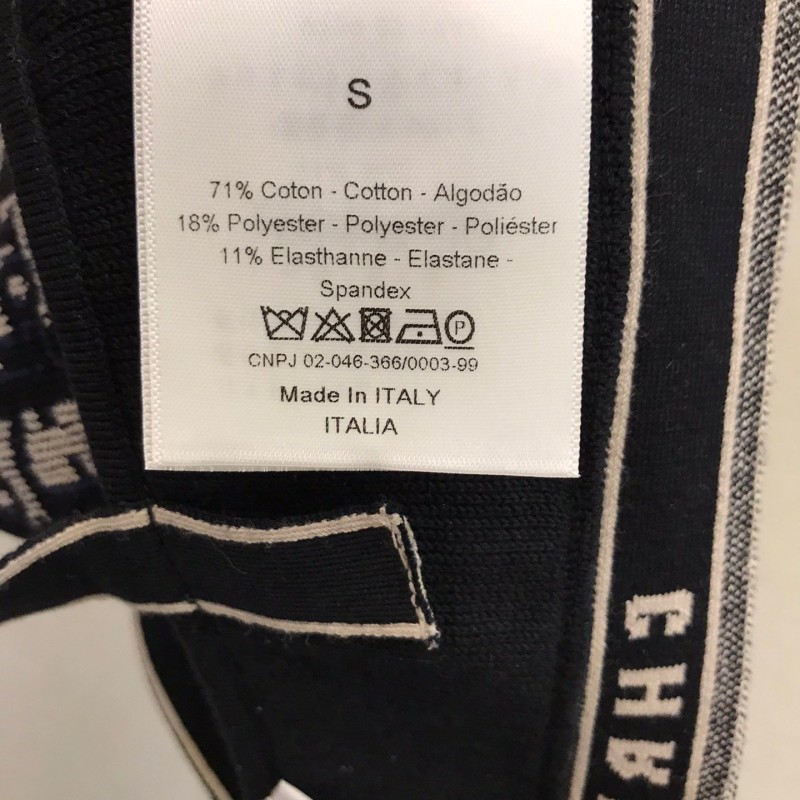 S
71% Coton - Cotton - Algodão
18% Polyester - Polyester - Poliéster
11% Elasthanne - Elastane -
Spandex
P
CNPJ 02-046-366/0003-99
Made In ITALY
ITALIA
CHR